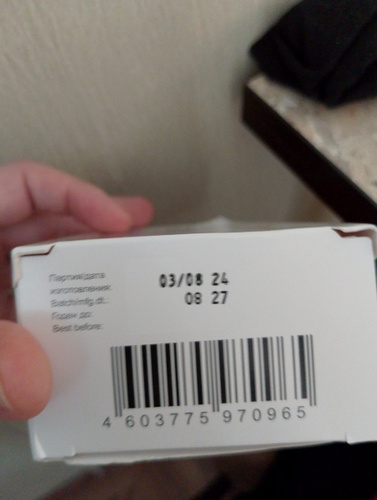 Партия/дата
изготовления:
Batch/mfg.dt.:
Годен до:
Best before:
03/08 24
08 27
4 603775 970965